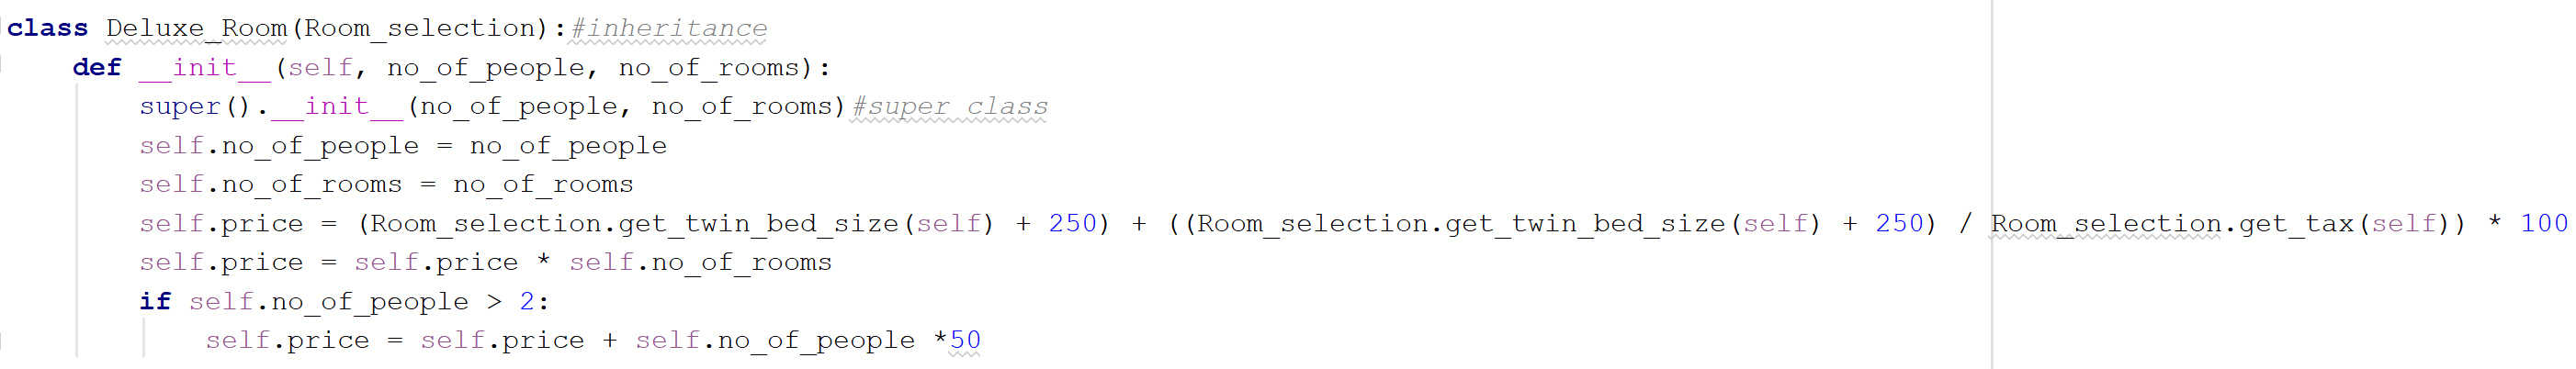 class Deluxe_Room(Room_selection):#inheritance
    def __init__(self, no_of_people, no_of_rooms):
        super().__init__(no_of_people, no_of_rooms)#super class
        self.no_of_people = no_of_people
        self.no_of_rooms = no_of_rooms
        self.price = (Room_selection.get_twin_bed_size(self) + 250) + ((Room_selection.get_twin_bed_size(self) + 250) / Room_selection.get_tax(self)) * 100
        self.price = self.price * self.no_of_rooms
        if self.no_of_people > 2:
            self.price = self.price + self.no_of_people *50